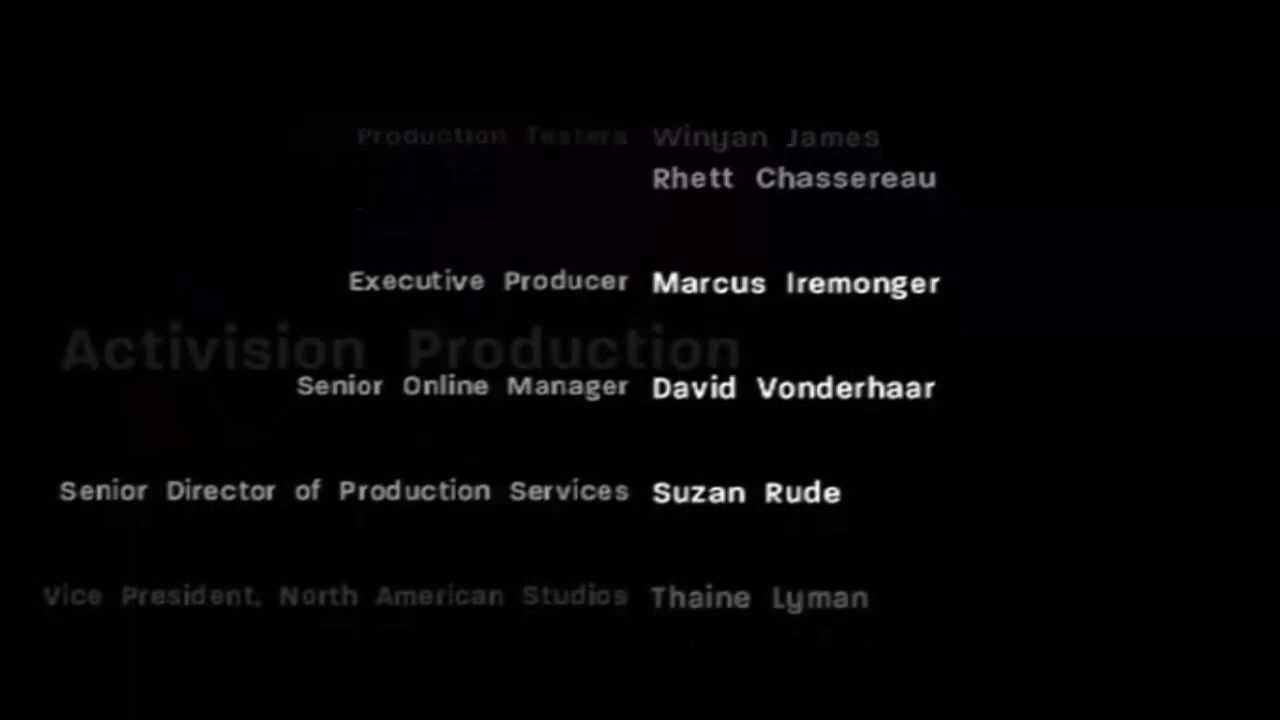 Production Testers Winyan James
Rhett Chassereau
Executive Producer Marcus Iremonger
Activision Production
Senior Online Manager David Vonderhaar
Senior Director of Production Services Suzan Rude
Vice President, North American Studios Thaine Lyman